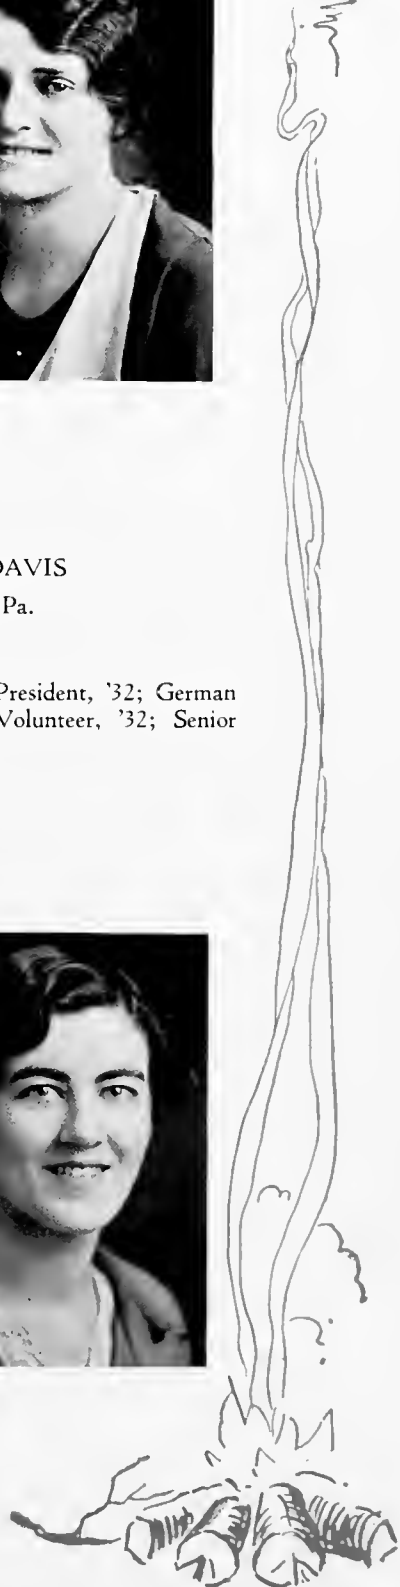 DAVIS
Pa.
President, '32; German
Volunteer, '32; Senior